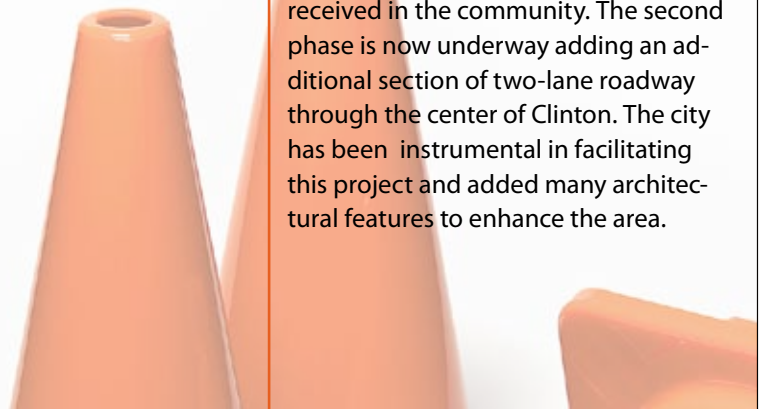 received in the community. The second
phase is now underway adding an ad-
ditional section of two-lane roadway
through the center of Clinton. The city
has been  instrumental in facilitating
this project and added many architec-
tural features to enhance the area.